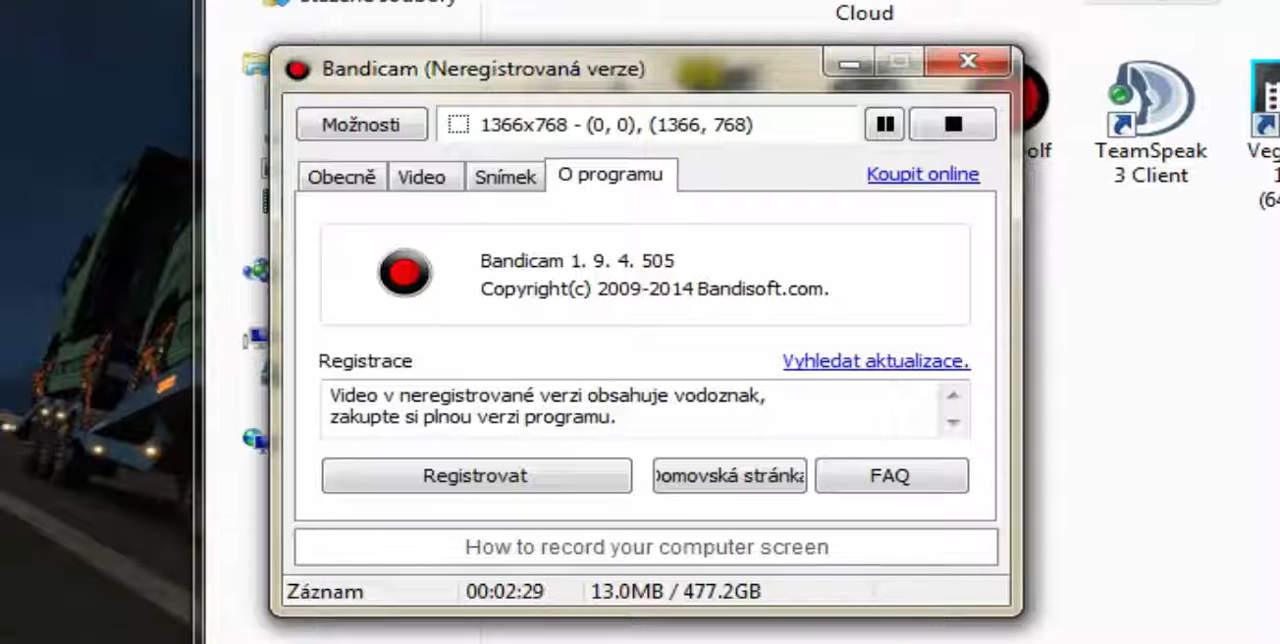 Cloud
Bandicam (Neregistrovaná verze)
Možnosti
1366x768 - (0, 0), (1366, 768)
Obecně
Video
Snímek
O programu
Koupit online
TeamSpeak
3 Client
Bandicam 1. 9. 4. 505
Copyright(c) 2009-2014 Bandisoft.com.
Registrace
Vyhledat aktualizace.
Video v neregistrované verzi obsahuje vodoznak,
zakupte si plnou verzi programu.
Registrovat
Domovská stránka
FAQ
How to record your computer screen
Záznam
00:02:29
13.0MB / 477.2GB